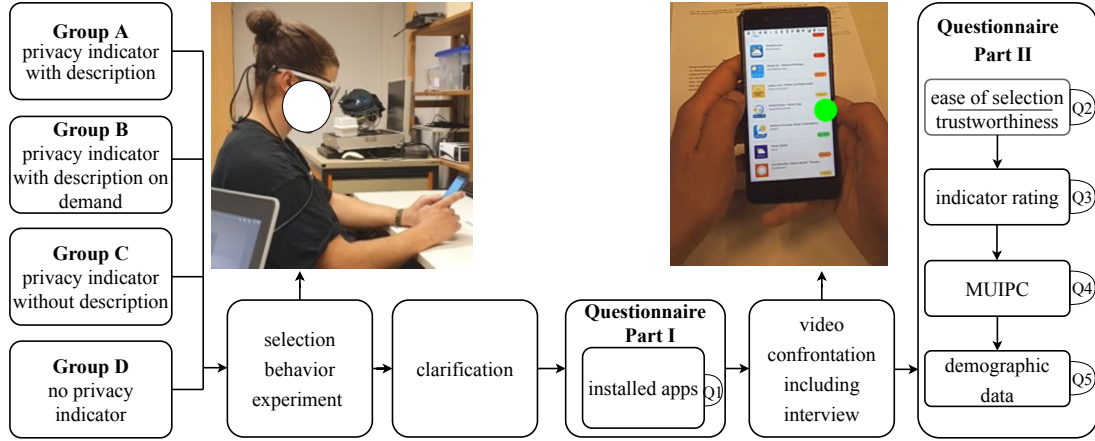 Group A
privacy indicator
with description
Group B
privacy indicator
with description on
demand
Group C
privacy indicator
without description
Group D
no privacy
indicator
selection
behavior
experiment
clarification
Questionnaire
Part I
installed apps
Q1
video
confrontation
including
interview
Questionnaire
Part II
ease of selection
trustworthiness
Q2
indicator rating
Q3
MUIPC
Q4
demographic
data
Q5